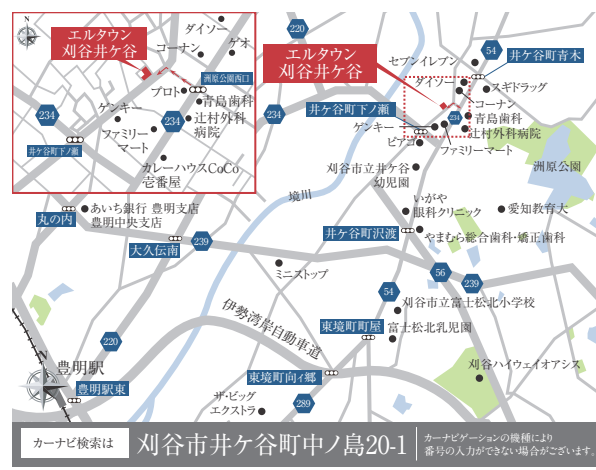 N
ダイソー
コーナン
ゲオ
エルタウン
刈谷井ケ谷
洲原公園西口
プロト
青島歯科
234
ゲンキー
234
辻村外科
病院
ファミリー
マート
井ケ谷町下ノ瀬
カレーハウスCoCo
壱番屋
220
エルタウン
刈谷井ケ谷
セブンイレブン
54
井ケ谷町青木
ダイソー
スギドラッグ
コーナン
234
井ケ谷町下ノ瀬
234
青島歯科
ゲンキー
辻村外科病院
ピアゴ
ファミリーマート
刈谷市立井ケ谷
幼児園
洲原公園
境川
いがや
眼科クリニック
愛知教育大
あいち銀行 豊明支店
豊明中央支店
丸の内
大久伝南
239
井ケ谷町沢渡
やまむら総合歯科・矯正歯科
ミニストップ
56
239
54
刈谷市立富士松北小学校
伊勢湾岸自動車道
東境町町屋
富士松北乳児園
220
N
豊明駅
豊明駅東
東境町向イ郷
刈谷ハイウェイオアシス
ザ・ビッグ
エクストラ
289
カーナビ検索は
刈谷市井ケ谷町中ノ島20-1
カーナビゲーションの機種により
番号の入力ができない場合がございます。